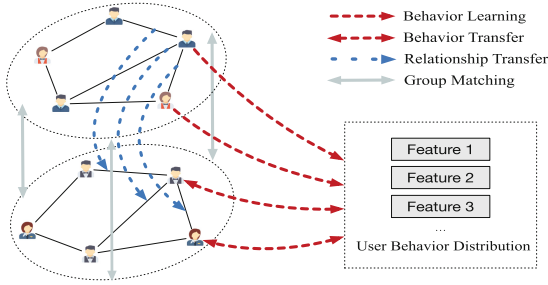 Behavior Learning
Behavior Transfer
Relationship Transfer
Group Matching
Feature 1
Feature 2
Feature 3
...
User Behavior Distribution